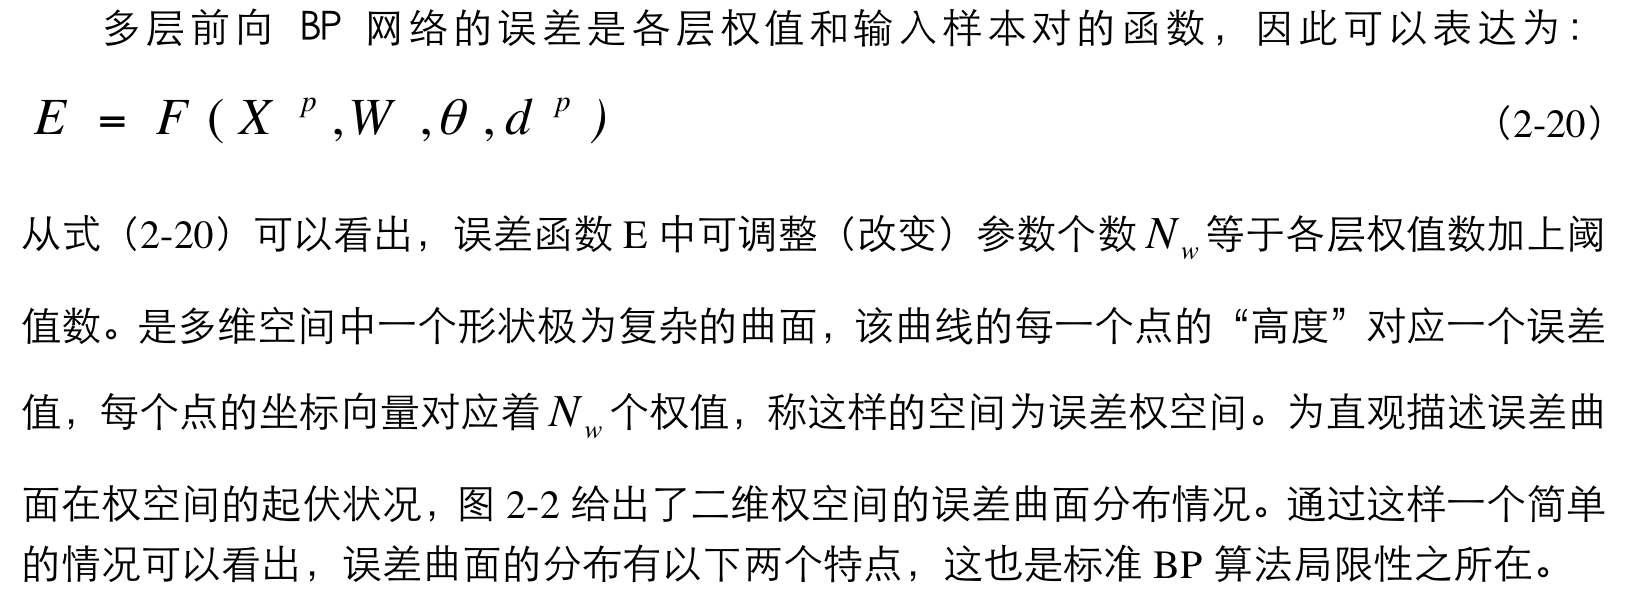 多层前向 BP 网络的误差是各层权值和输入样本对的函数，因此可以表达为：
E = F ( X ^p , W , θ , d ^p ) （2-20）
从式（2-20）可以看出，误差函数 E 中可调整（改变）参数个数 N_w 等于各层权值数加上阈
值数。是多维空间中一个形状极为复杂的曲面，该曲线的每一个点的“高度”对应一个误差
值，每个点的坐标向量对应着 N_w 个权值，称这样的空间为误差权空间。为直观描述误差曲
面在权空间的起伏状况，图 2-2 给出了二维权空间的误差曲面分布情况。通过这样一个简单
的情况可以看出，误差曲面的分布有以下两个特点，这也是标准 BP 算法局限性之所在。